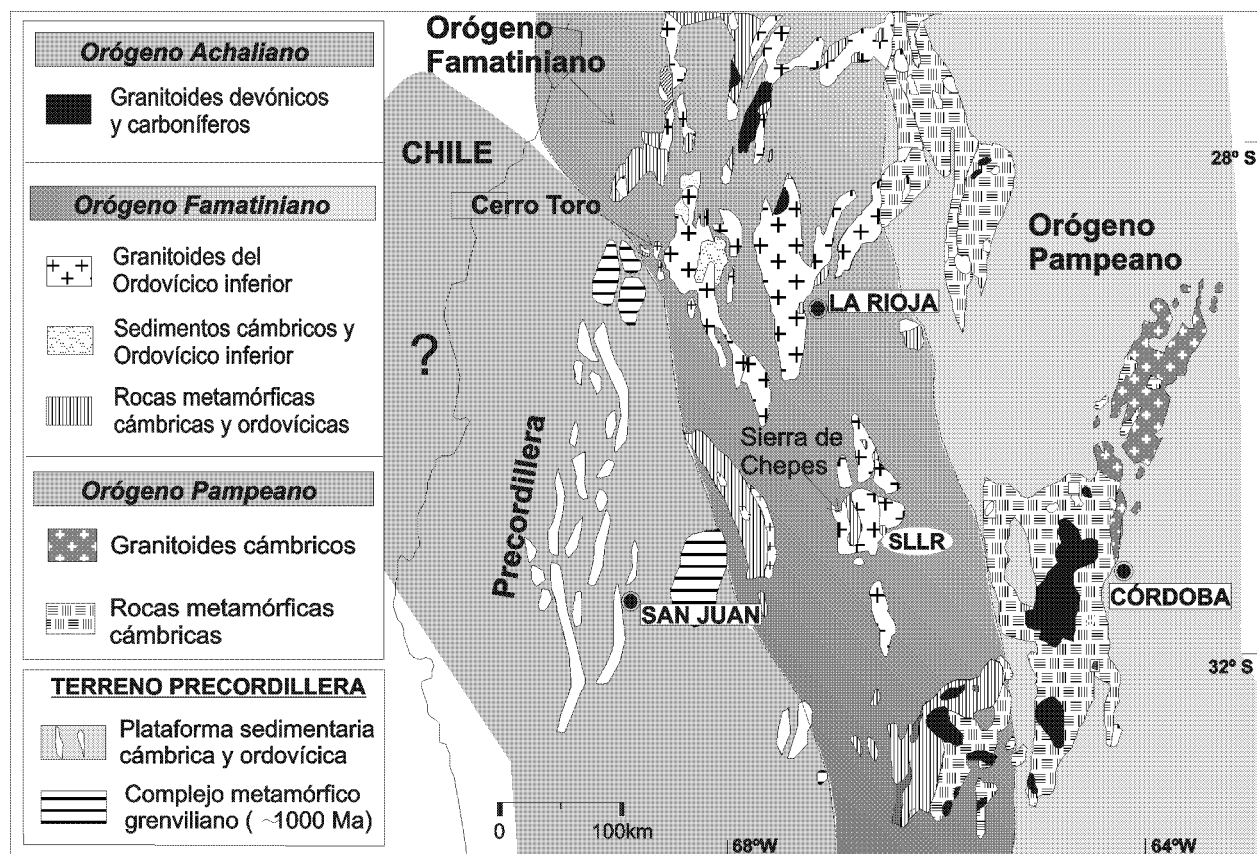 Orógeno Achaliano
Granitoides devónicos
y carboníferos
Orógeno Famatiniano
Granitoides del
Ordovícico inferior
Sedimentos cámbricos y
Ordovícico inferior
Rocas metamórficas
cámbricas y ordovícicas
Orógeno Pampeano
Granitoides cámbricos
Rocas metamórficas
cámbricas
TERRENO PRECORDILLERA
Plataforma sedimentaria
cámbrica y ordovícica
Complejo metamórfico
grenviliano ( ~1000 Ma)
Orógeno
Famatiniano
CHILE
28º S
Cerro Toro
Orógeno
Pampeano
LA RIOJA
?
Sierra de
Chepes
Precordillera
SLLR
CÓRDOBA
SAN JUAN
32º S
0
100km
68ºW
64ºW